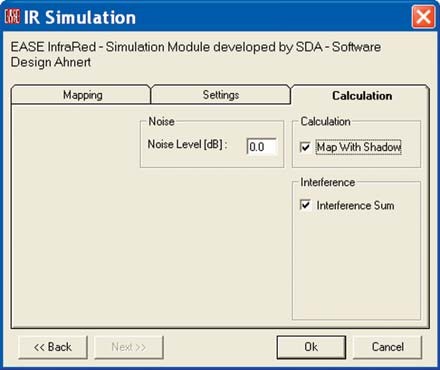 EASE IR Simulation
EASE InfraRed - Simulation Module developed by SDA - Software
Design Ahnert
Mapping
Settings
Calculation
Noise
Noise Level [dB] :
0.0
Calculation
Map With Shadow
Interference
Interference Sum
<< Back
Next >>
Ok
Cancel